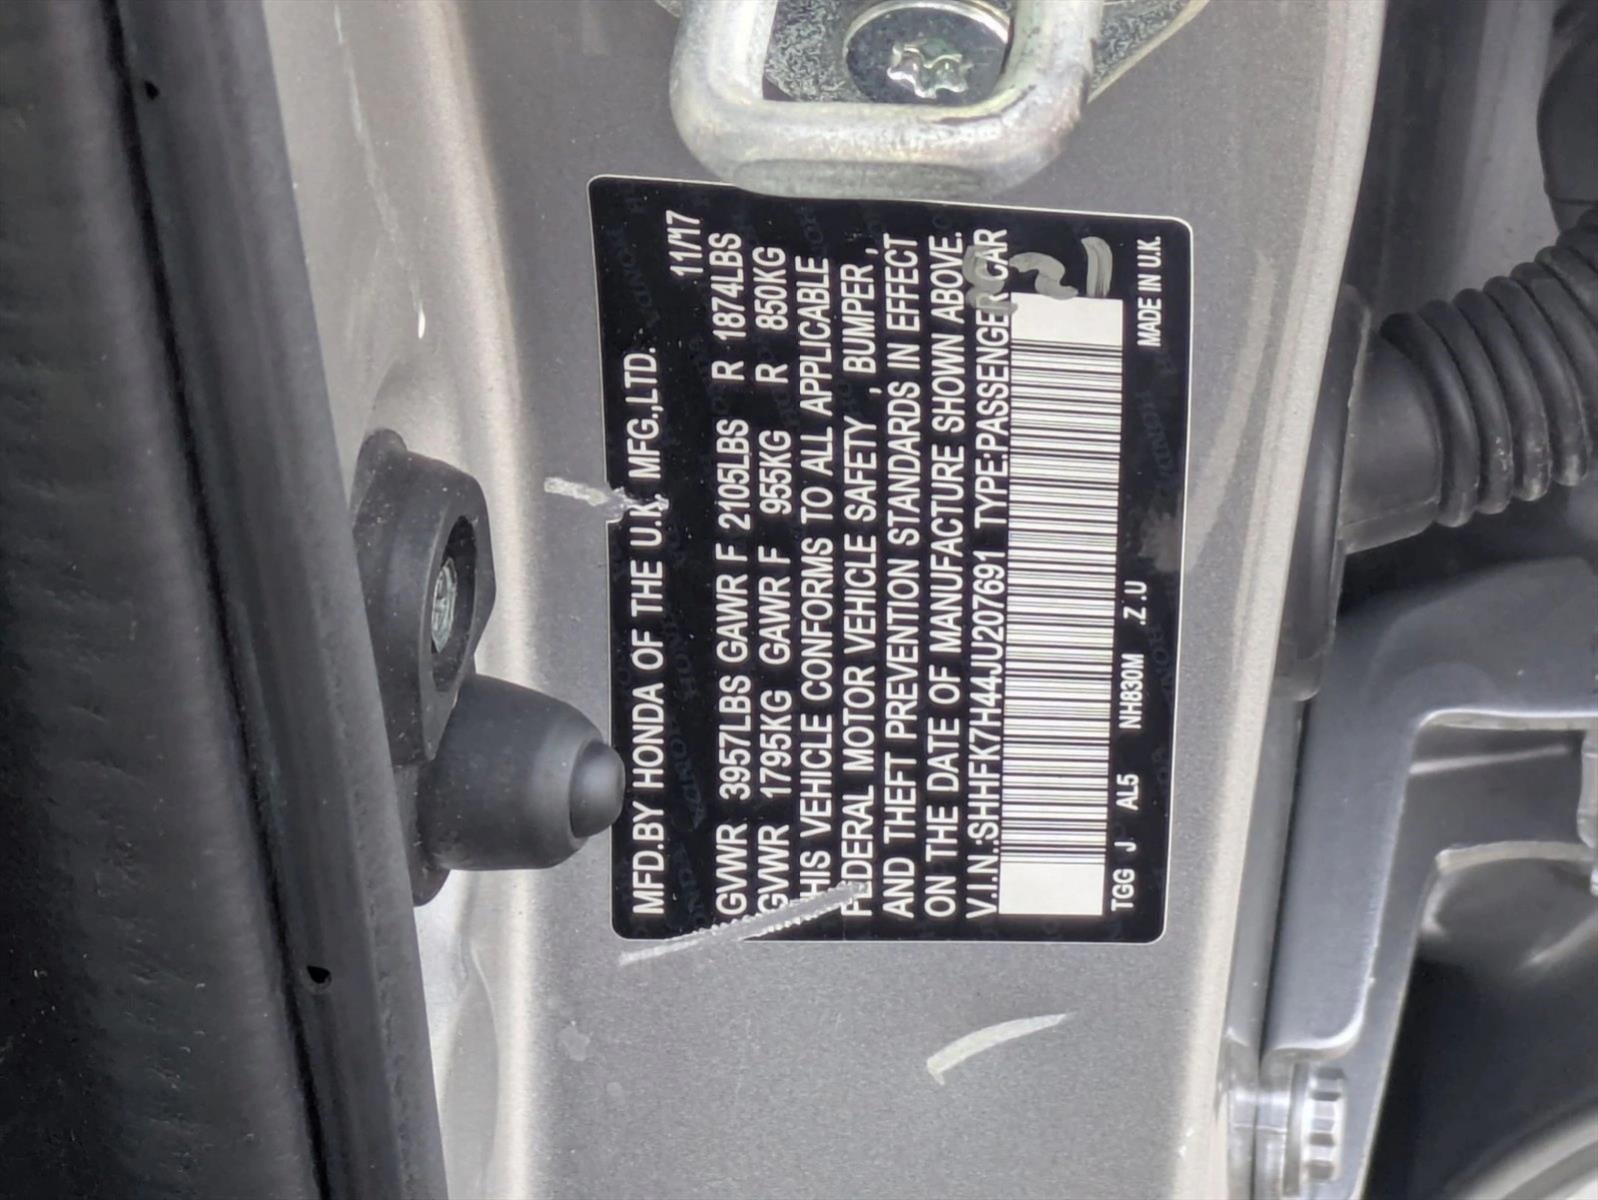 MFD.BY HONDA OF THE U.K. MFG.,LTD. 11/17
GVWR 3957LBS GAWR F 2105LBS R 1874LBS
GVWR 1795KG GAWR F 955KG R 850KG
THIS VEHICLE CONFORMS TO ALL APPLICABLE
FEDERAL MOTOR VEHICLE SAFETY , BUMPER ,
AND THEFT PREVENTION STANDARDS IN EFFECT
ON THE DATE OF MANUFACTURE SHOWN ABOVE.
V.I.N.:SHHFK7H44JU207691 TYPE:PASSENGER CAR
TGG J AL5 NH830M .Z.U MADE IN U.K.